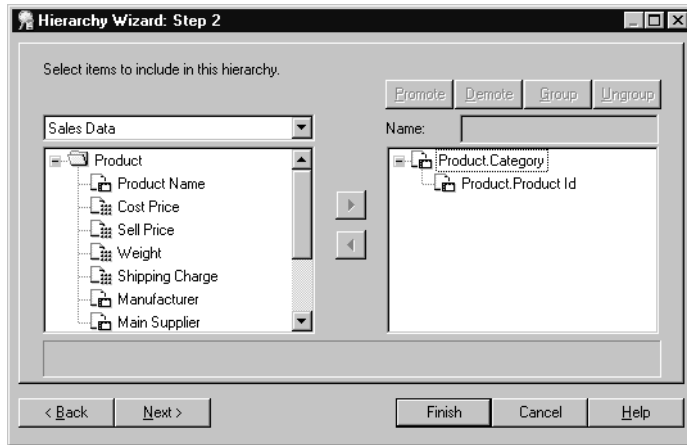 Hierarchy Wizard: Step 2
Select items to include in this hierarchy.
Promote Demote Group Ungroup
Sales Data
Name:
Product
Product Name
Cost Price
Sell Price
Weight
Shipping Charge
Manufacturer
Main Supplier
Product.Category
Product.Product Id
< Back Next > Finish Cancel Help